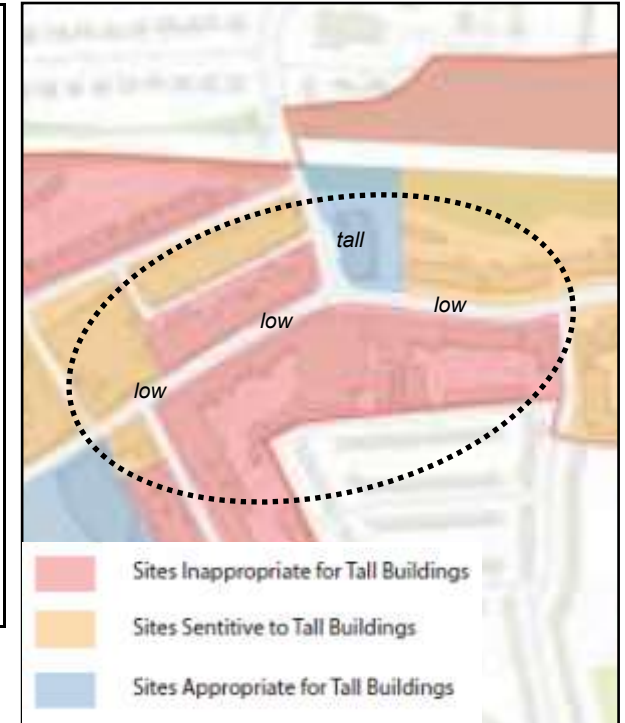 tall
low
low
low
Sites Inappropriate for Tall Buildings
Sites Sentitive to Tall Buildings
Sites Appropriate for Tall Buildings